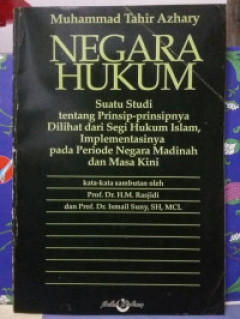 Muhammad Tahir Azhary
NEGARA
HUKUM
Suatu Studi
tentang Prinsip-prinsipnya
Dilihat dari Segi Hukum Islam,
Implementasinya
pada Periode Negara Madinah
dan Masa Kini
kata-kata sambutan oleh
Prof. Dr. H.M. Rasjidi
dan Prof. Dr. Ismail Suny, SH, MCL